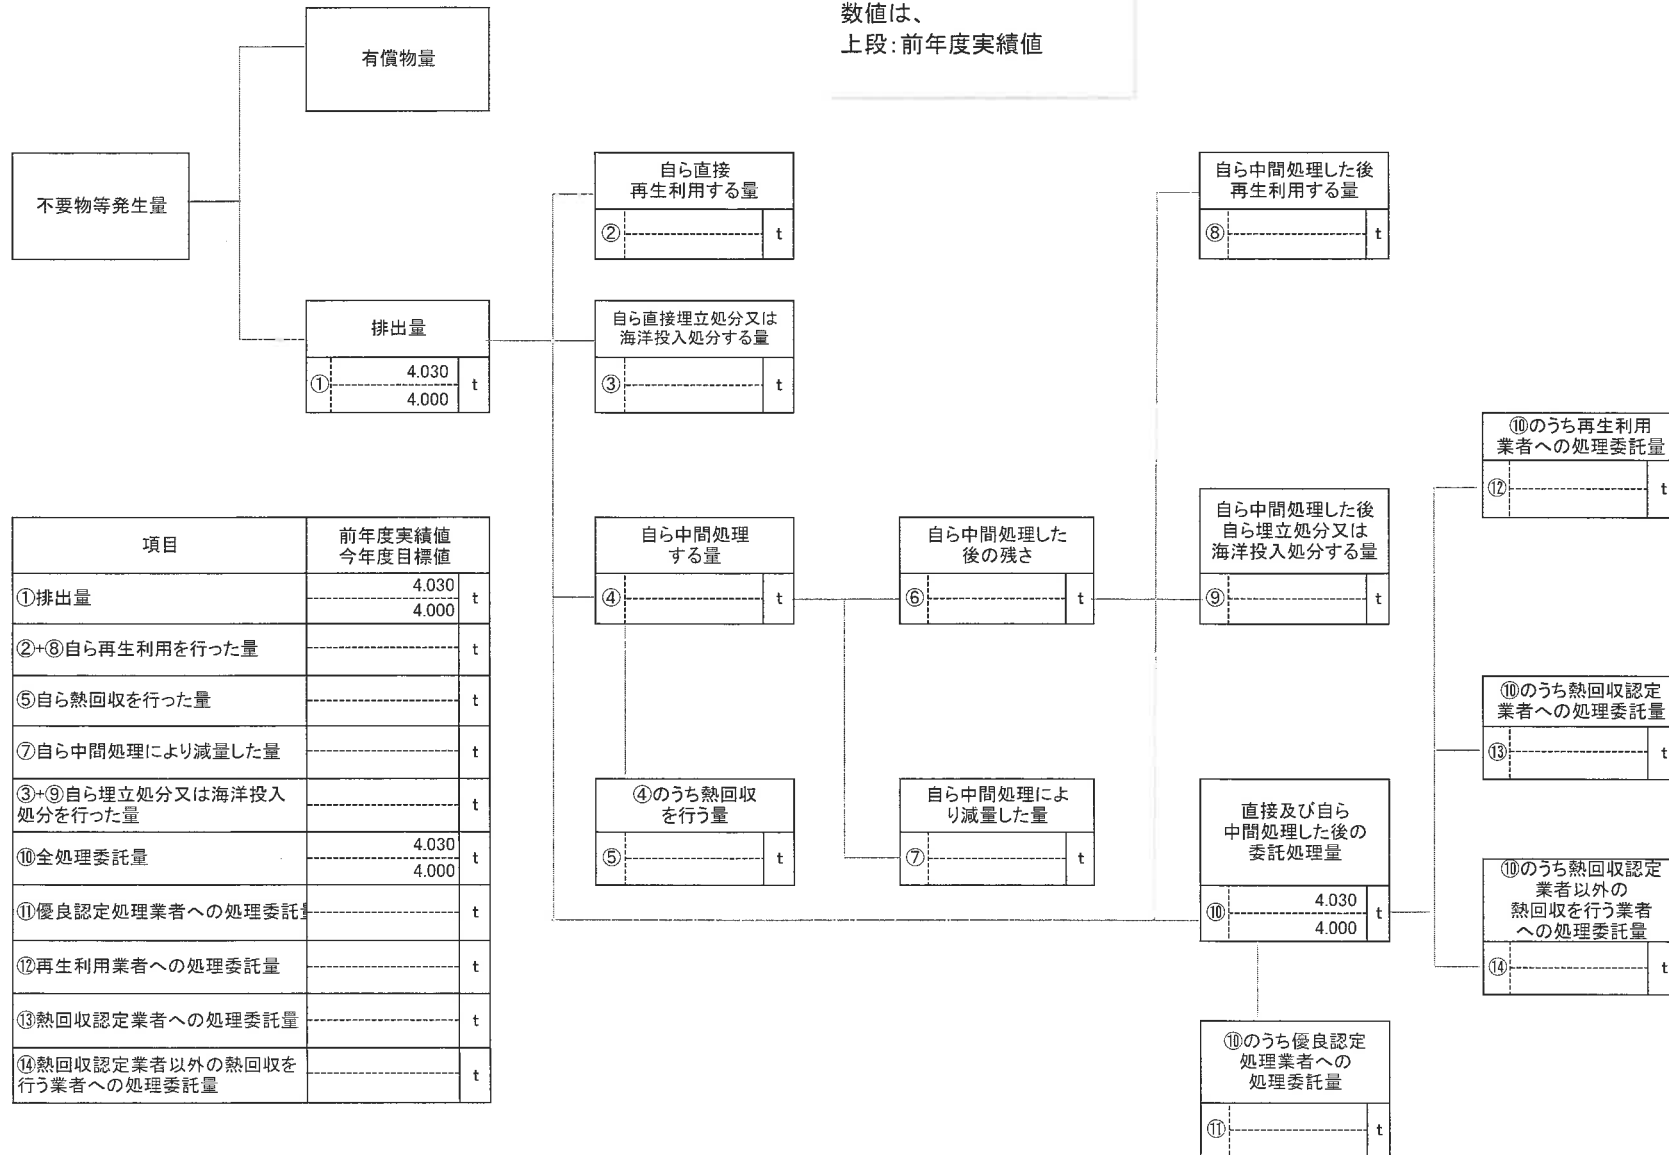 数値は、
上段:前年度実績値
有償物量
不要物等発生量
排出量
① 4.030 t
4.000
自ら直接
再生利用する量
② t
自ら直接埋立処分又は
海洋投入処分する量
③ t
自ら中間処理
する量
④ t
④のうち熱回収
を行う量
⑤ t
自ら中間処理した
後の残さ
⑥ t
自ら中間処理によ
り減量した量
⑦ t
自ら中間処理した後
再生利用する量
⑧ t
自ら中間処理した後
自ら埋立処分又は
海洋投入処分する量
⑨ t
直接及び自ら
中間処理した後の
委託処理量
⑩ 4.030 t
4.000
⑩のうち優良認定
処理業者への
処理委託量
⑪ t
⑩のうち再生利用
業者への処理委託量
⑫ t
⑩のうち熱回収認定
業者への処理委託量
⑬ t
⑩のうち熱回収認定
業者以外の
熱回収を行う業者
への処理委託量
⑭ t
項目 前年度実績値
今年度目標値
①排出量 4.030 t
4.000
②+⑧自ら再生利用を行った量 t
⑤自ら熱回収を行った量 t
⑦自ら中間処理により減量した量 t
③+⑨自ら埋立処分又は海洋投入
処分を行った量 t
⑩全処理委託量 4.030 t
4.000
⑪優良認定処理業者への処理委託 t
⑫再生利用業者への処理委託量 t
⑬熱回収認定業者への処理委託量 t
⑭熱回収認定業者以外の熱回収を
行う業者への処理委託量 t